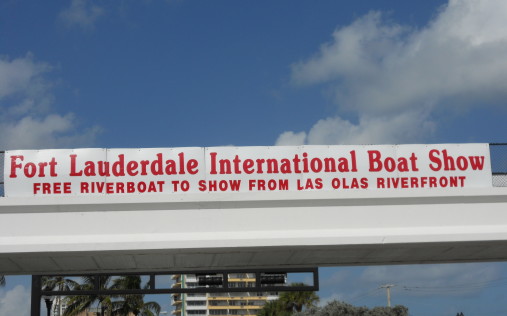 Fort Lauderdale International Boat Show
FREE RIVERBOAT TO SHOW FROM LAS OLAS RIVERFRONT